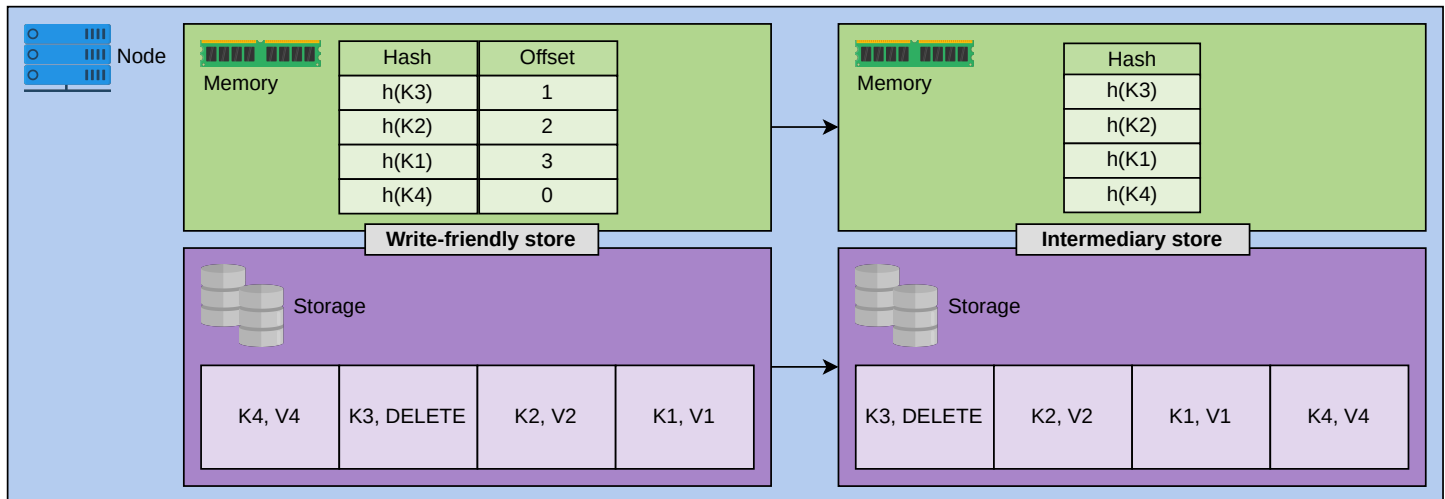 Node
Memory
Hash Offset
h(K3) 1
h(K2) 2
h(K1) 3
h(K4) 0
Write-friendly store
Storage
K4, V4 K3, DELETE K2, V2 K1, V1
Memory
Hash
h(K3)
h(K2)
h(K1)
h(K4)
Intermediary store
Storage
K3, DELETE K2, V2 K1, V1 K4, V4